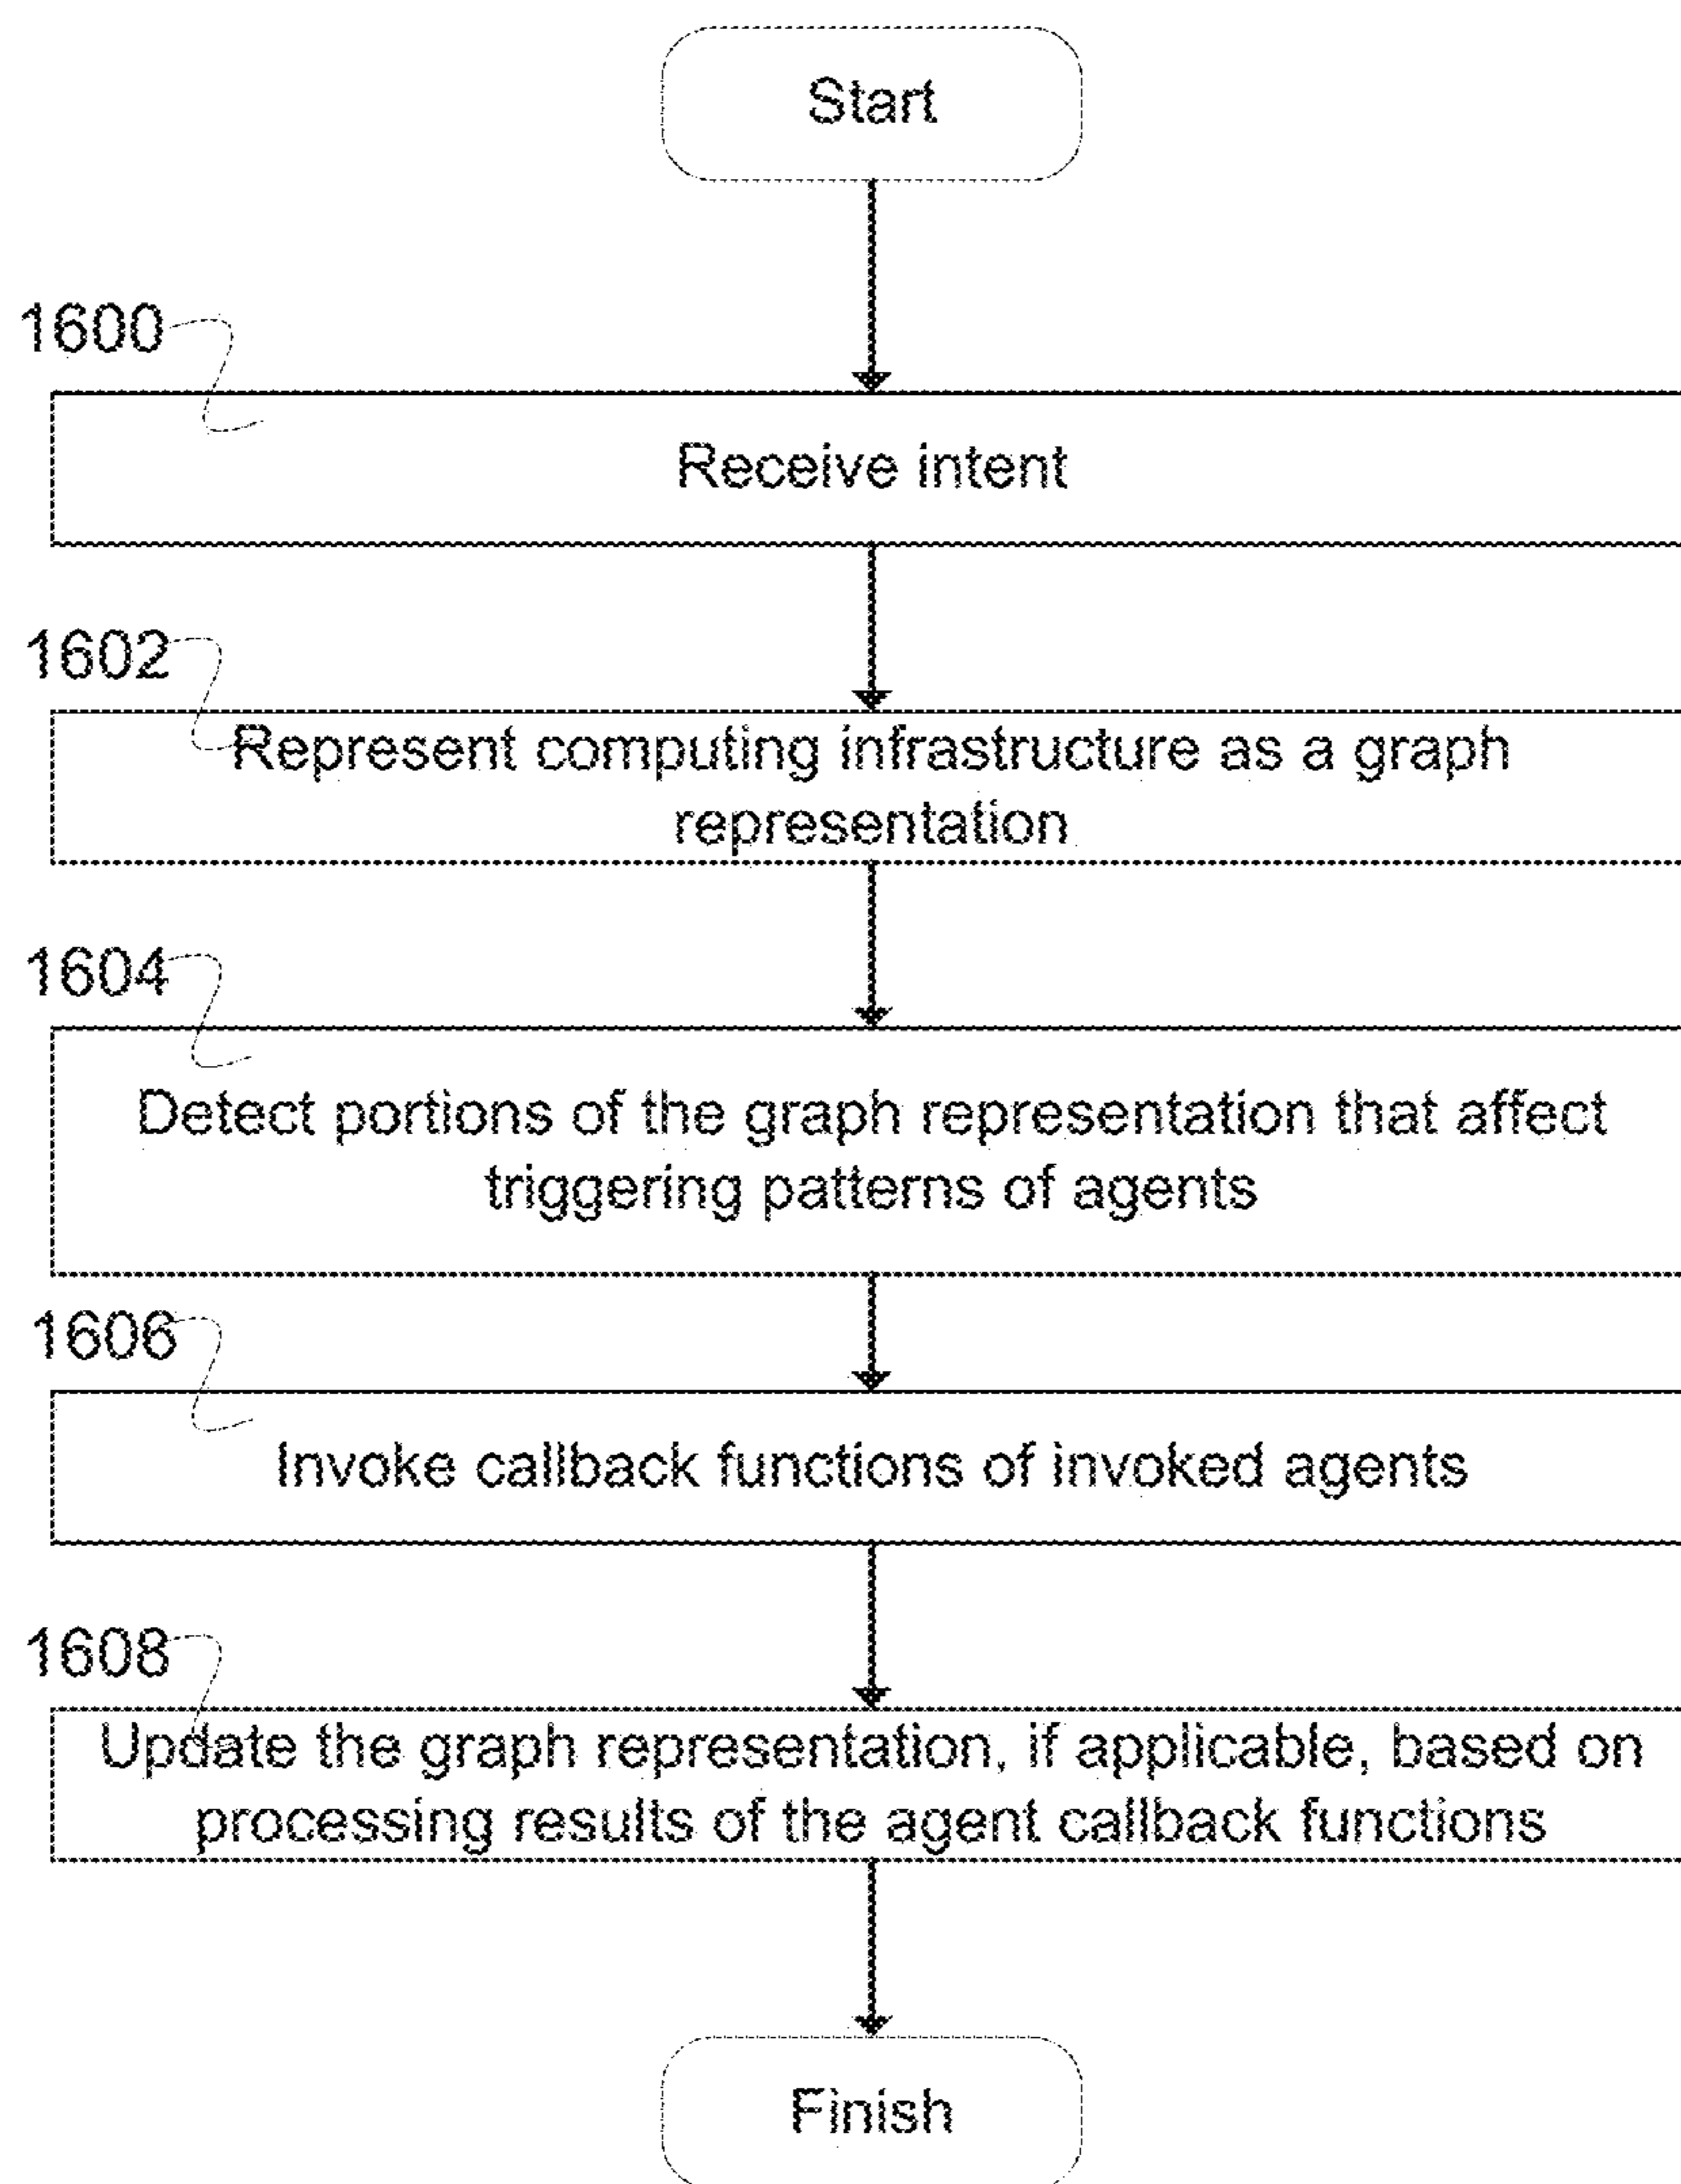 Start
1600
Receive intent
1602
Represent computing infrastructure as a graph
representation
1604
Detect portions of the graph representation that affect
triggering patterns of agents
1606
Invoke callback functions of invoked agents
1608
Update the graph representation, if applicable, based on
processing results of the agent callback functions
Finish